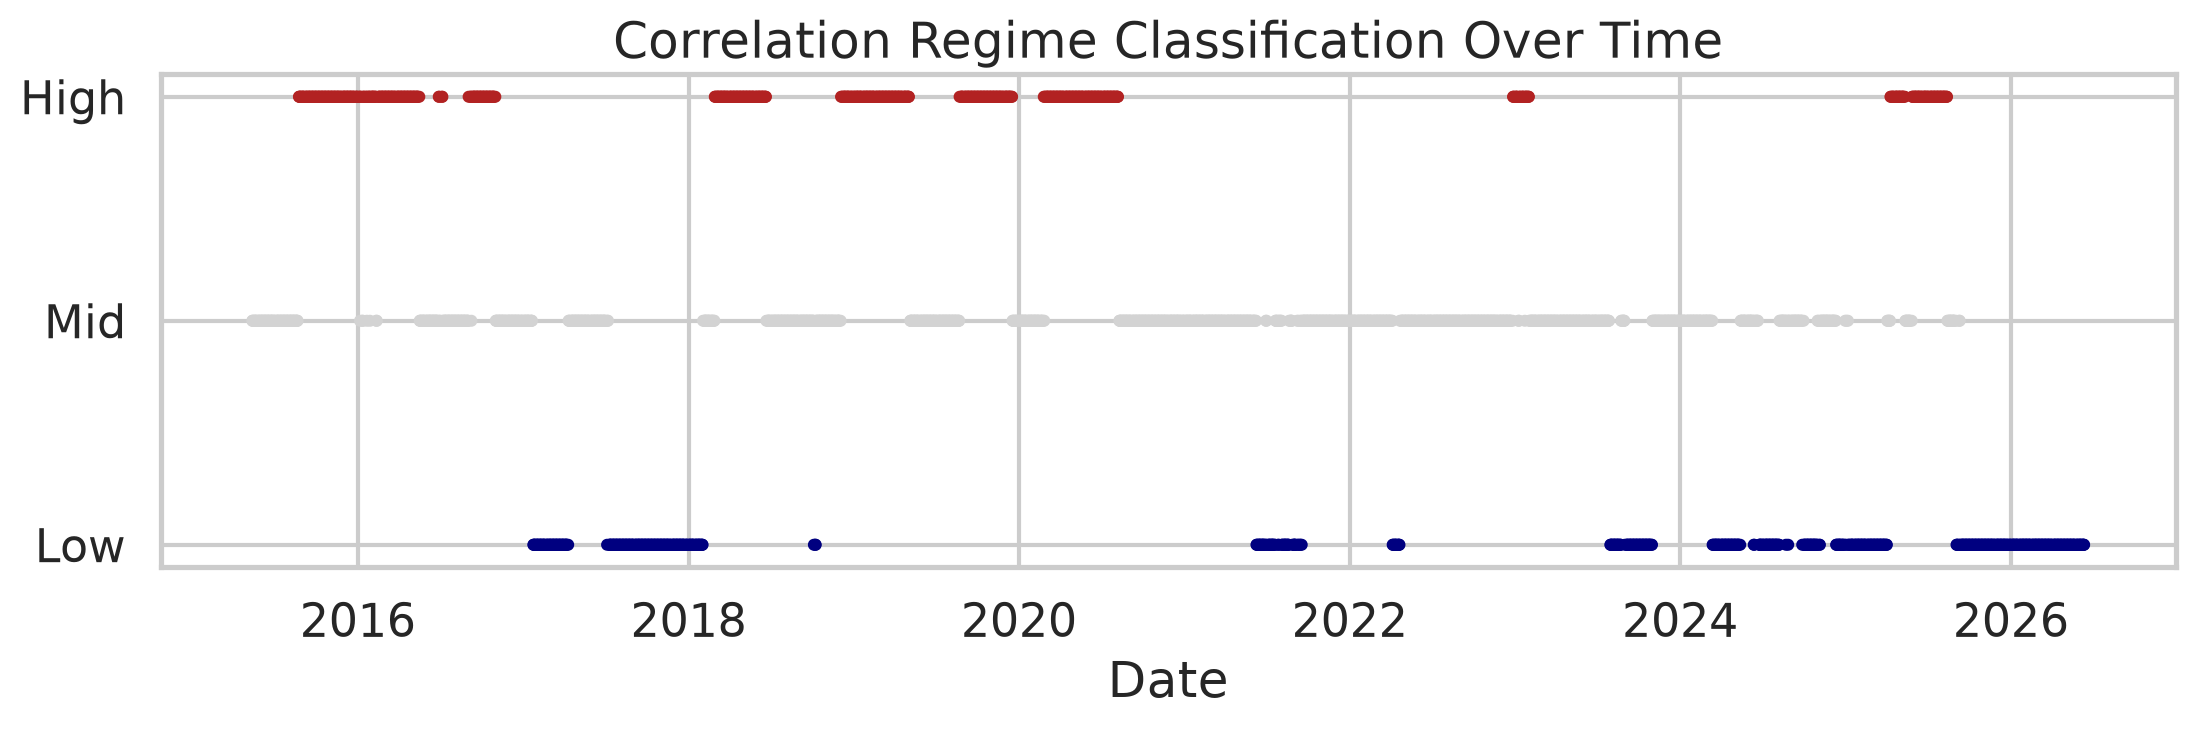 Correlation Regime Classification Over Time
High
Mid
Low
2016 2018 2020 2022 2024 2026
Date